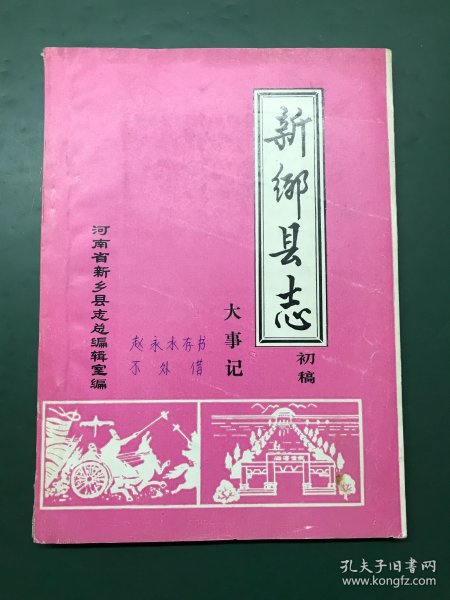 新鄉县志
初稿
大事记
赵永水存书
不外借
河南省新乡县志总编辑室编
孔夫子旧书网
www.kongfz.com